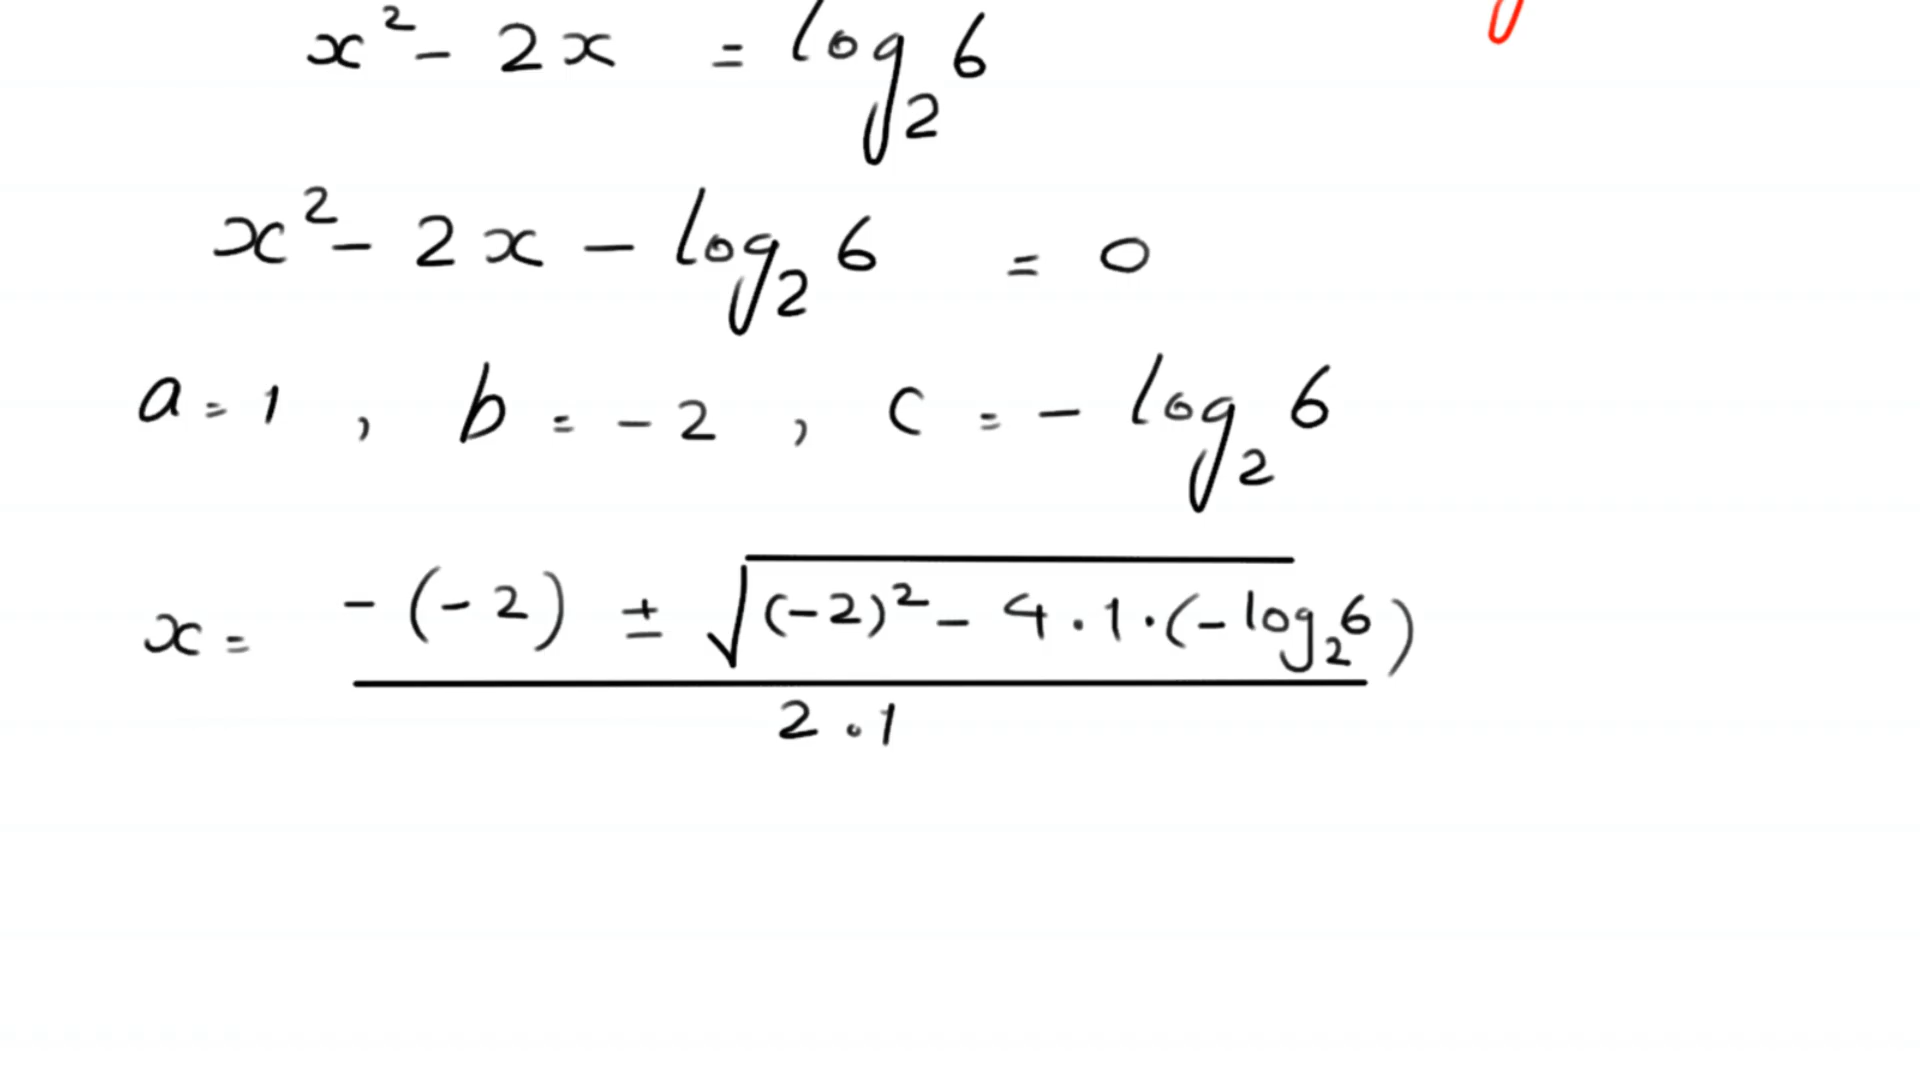 x² - 2x = log₂6
x² - 2x - log₂6 = 0
a = 1 , b = -2 , c = - log₂6
x = -(-2) ± √(-2)² - 4.1.(-log₂6)
2.1